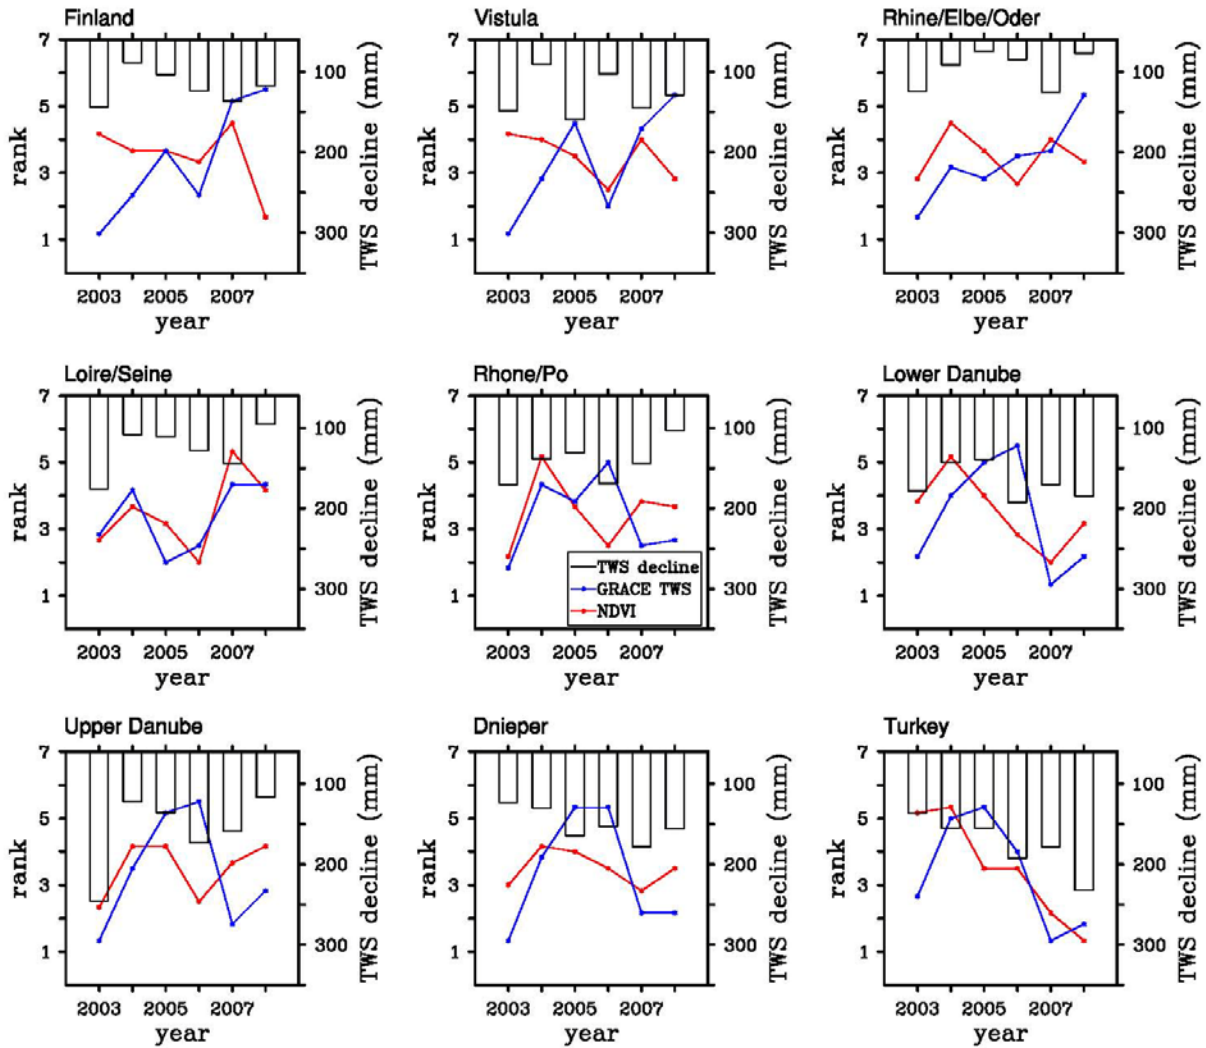 Finland
7
5
3
1
rank
100
200
300
TWS decline (mm)
2003 2005 2007
year
Vistula
7
5
3
1
rank
100
200
300
TWS decline (mm)
2003 2005 2007
year
Rhine/Elbe/Oder
7
5
3
1
rank
100
200
300
TWS decline (mm)
2003 2005 2007
year
Loire/Seine
7
5
3
1
rank
100
200
300
TWS decline (mm)
2003 2005 2007
year
Rhone/Po
7
5
3
1
rank
TWS decline
GRACE TWS
NDVI
100
200
300
TWS decline (mm)
2003 2005 2007
year
Lower Danube
7
5
3
1
rank
100
200
300
TWS decline (mm)
2003 2005 2007
year
Upper Danube
7
5
3
1
rank
100
200
300
TWS decline (mm)
2003 2005 2007
year
Dnieper
7
5
3
1
rank
100
200
300
TWS decline (mm)
2003 2005 2007
year
Turkey
7
5
3
1
rank
100
200
300
TWS decline (mm)
2003 2005 2007
year